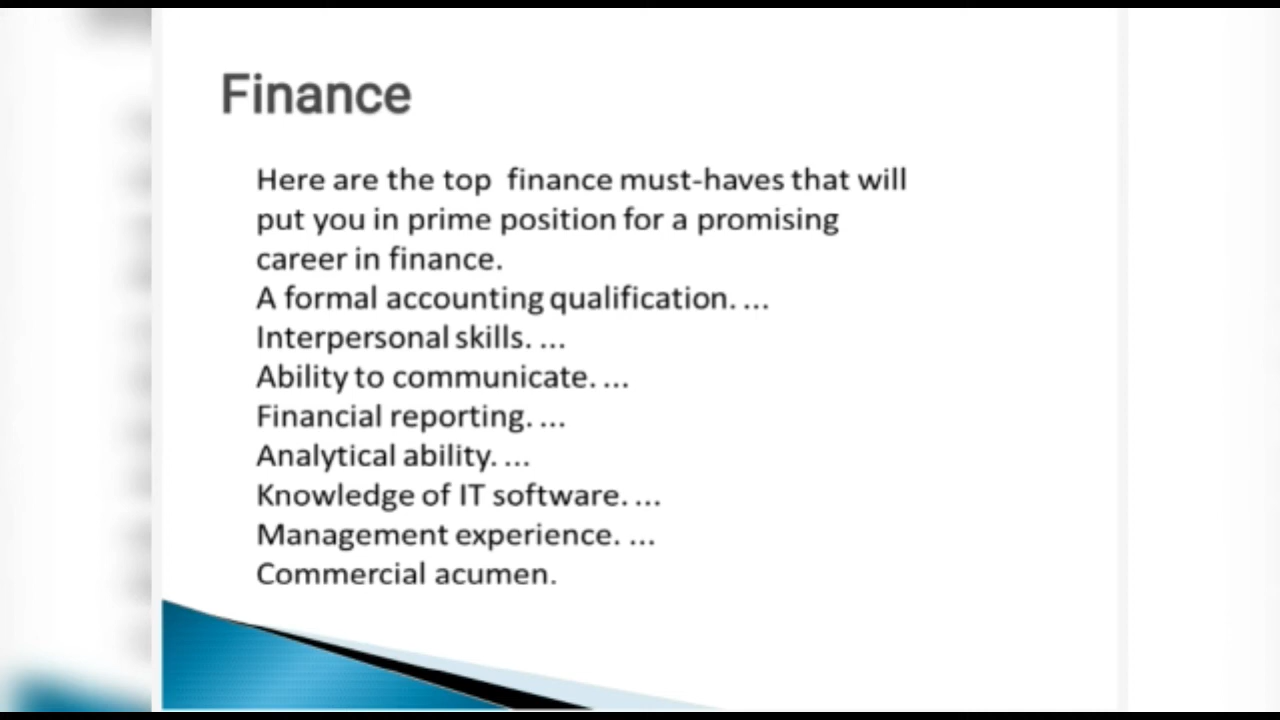 Finance
Here are the top finance must-haves that will
put you in prime position for a promising
career in finance.
A formal accounting qualification. ...
Interpersonal skills. ...
Ability to communicate. ...
Financial reporting. ...
Analytical ability. ...
Knowledge of IT software. ...
Management experience. ...
Commercial acumen.